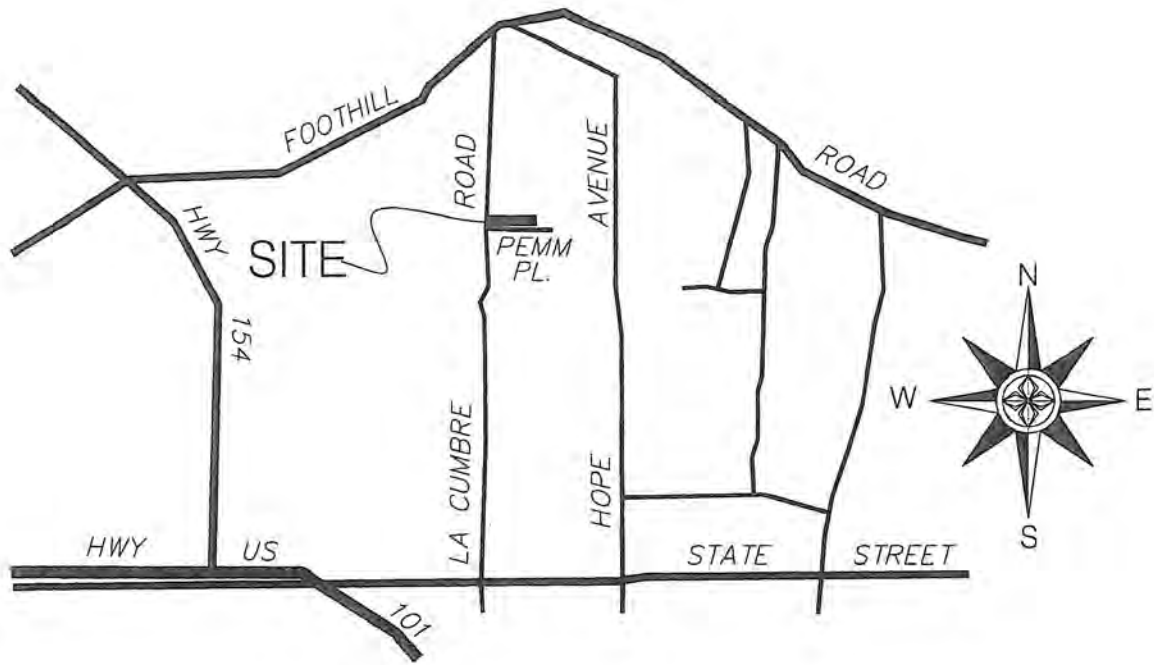 FOOTHILL ROAD
HWY 154
LA CUMBRE ROAD
HOPE AVENUE
SITE
PEMM
PL.
HWY US 101
STATE STREET
N
W
E
S